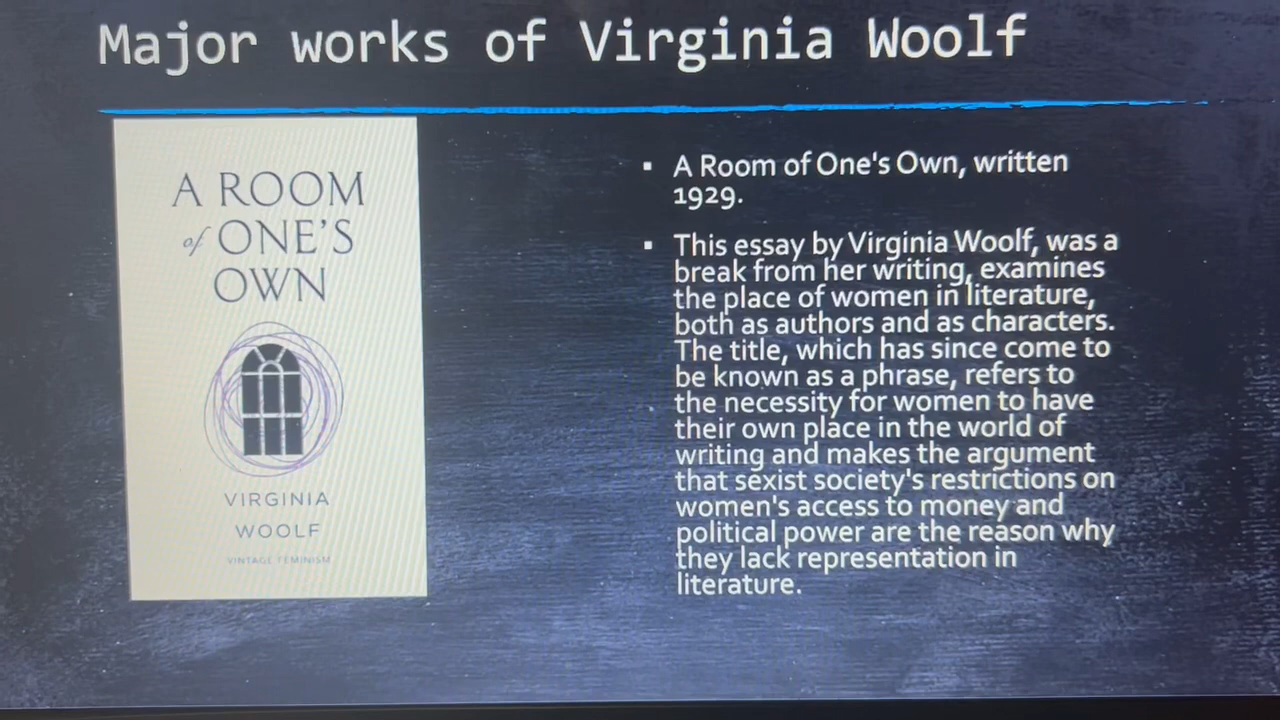 Major works of Virginia Woolf
A ROOM
of ONE'S
OWN
VIRGINIA
WOOLF
VINTAGE FEMINISM
▪ A Room of One's Own, written
1929.
▪ This essay by Virginia Woolf, was a
break from her writing, examines
the place of women in literature,
both as authors and as characters.
The title, which has since come to
be known as a phrase, refers to
the necessity for women to have
their own place in the world of
writing and makes the argument
that sexist society's restrictions on
women's access to money and
political power are the reason why
they lack representation in
literature.